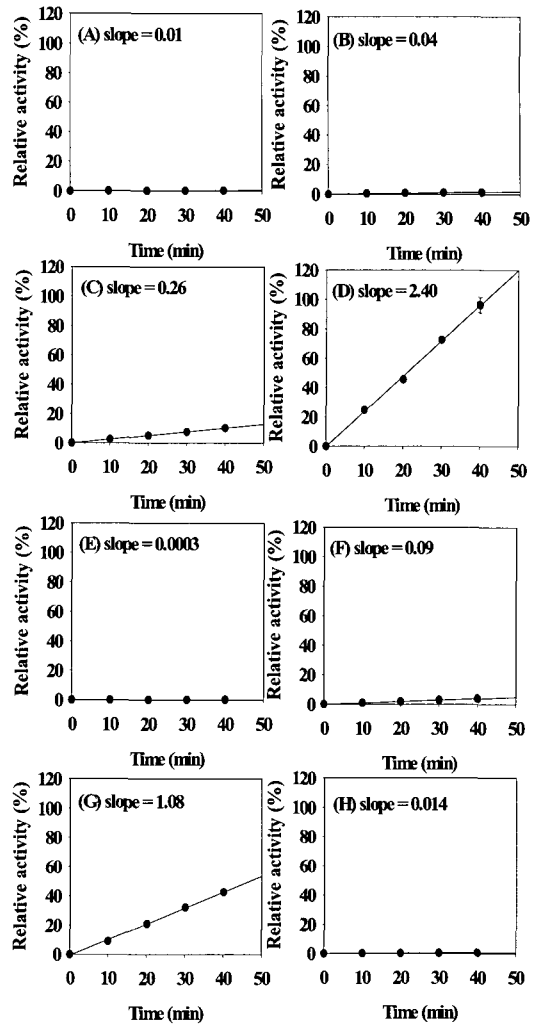 Relative activity (%)
120
100
80
60
40
20
0
(A) slope = 0.01
0 10 20 30 40 50
Time (min)
Relative activity (%)
120
100
80
60
40
20
0
(B) slope = 0.04
0 10 20 30 40 50
Time (min)
Relative activity (%)
120
100
80
60
40
20
0
(C) slope = 0.26
0 10 20 30 40 50
Time (min)
Relative activity (%)
120
100
80
60
40
20
0
(D) slope = 2.40
0 10 20 30 40 50
Time (min)
Relative activity (%)
120
100
80
60
40
20
0
(E) slope = 0.0003
0 10 20 30 40 50
Time (min)
Relative activity (%)
120
100
80
60
40
20
0
(F) slope = 0.09
0 10 20 30 40 50
Time (min)
Relative activity (%)
120
100
80
60
40
20
0
(G) slope = 1.08
0 10 20 30 40 50
Time (min)
Relative activity (%)
120
100
80
60
40
20
0
(H) slope = 0.014
0 10 20 30 40 50
Time (min)